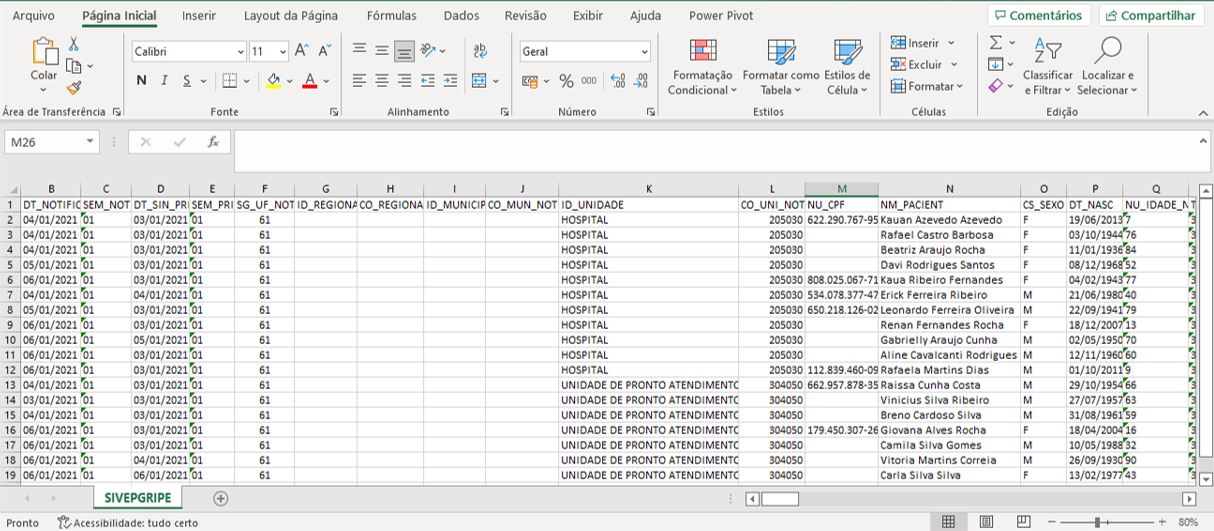 Arquivo Página Inicial Inserir Layout da Página Fórmulas Dados Revisão Exibir Ajuda Power Pivot Comentários Compartilhar
Colar Calibri 11 A^ A˅ N I S A ab Geral % 000 Formatação Condicional Formatar como Tabela Estilos de Célula Inserir Excluir Formatar Classificar e Filtrar Localizar e Selecionar
Área de Transferência Fonte Alinhamento Número Estilos Células Edição
M26 fx
B C D E F G H I J K L M N O P Q
1 DT_NOTIFIC SEM_NOT DT_SIN_PRI SEM_PRI SG_UF_NOT ID_REGIONA CO_REGIONA ID_MUNICIP CO_MUN_NOT ID_UNIDADE CO_UNI_NOT NU_CPF NM_PACIENT CS_SEXO DT_NASC NU_IDADE_N T
2 04/01/2021 01 03/01/2021 01 61 HOSPITAL 205030 622.290.767-95 Kauan Azevedo Azevedo F 19/06/2013 7 3
3 04/01/2021 01 03/01/2021 01 61 HOSPITAL 205030 Rafael Castro Barbosa F 03/10/1944 76 3
4 04/01/2021 01 03/01/2021 01 61 HOSPITAL 205030 Beatriz Araujo Rocha F 11/01/1936 84 3
5 05/01/2021 01 03/01/2021 01 61 HOSPITAL 205030 Davi Rodrigues Santos F 08/12/1968 52 3
6 06/01/2021 01 03/01/2021 01 61 HOSPITAL 205030 808.025.067-71 Kaua Ribeiro Fernandes F 04/02/1943 77 3
7 04/01/2021 01 04/01/2021 01 61 HOSPITAL 205030 534.078.377-47 Erick Ferreira Ribeiro M 21/06/1980 40 3
8 05/01/2021 01 03/01/2021 01 61 HOSPITAL 205030 650.218.126-02 Leonardo Ferreira Oliveira M 22/09/1941 79 3
9 06/01/2021 01 03/01/2021 01 61 HOSPITAL 205030 Renan Fernandes Rocha F 18/12/2007 13 3
10 06/01/2021 01 05/01/2021 01 61 HOSPITAL 205030 Gabrielly Araujo Cunha M 02/05/1950 70 3
11 06/01/2021 01 03/01/2021 01 61 HOSPITAL 205030 Aline Cavalcanti Rodrigues M 12/11/1960 60 3
12 06/01/2021 01 03/01/2021 01 61 HOSPITAL 205030 112.839.460-09 Rafaela Martins Dias M 01/10/2011 9 3
13 04/01/2021 01 03/01/2021 01 61 UNIDADE DE PRONTO ATENDIMENTO 304050 662.957.878-35 Raissa Cunha Costa M 29/10/1954 66 3
14 03/01/2021 01 03/01/2021 01 61 UNIDADE DE PRONTO ATENDIMENTO 304050 Vinicius Silva Ribeiro M 27/07/1957 63 3
15 04/01/2021 01 03/01/2021 01 61 UNIDADE DE PRONTO ATENDIMENTO 304050 Breno Cardoso Silva M 31/08/1961 59 3
16 06/01/2021 01 03/01/2021 01 61 UNIDADE DE PRONTO ATENDIMENTO 304050 179.450.307-26 Giovana Alves Rocha F 18/04/2004 16 3
17 06/01/2021 01 03/01/2021 01 61 UNIDADE DE PRONTO ATENDIMENTO 304050 Camila Silva Gomes M 10/05/1988 32 3
18 06/01/2021 01 04/01/2021 01 61 UNIDADE DE PRONTO ATENDIMENTO 304050 Vitoria Martins Correia M 26/09/1930 90 3
19 06/01/2021 01 06/01/2021 01 61 UNIDADE DE PRONTO ATENDIMENTO 304050 Carla Silva Silva F 13/02/1977 43 3
SIVEPGRIPE
Pronto Acessibilidade: tudo certo 80%